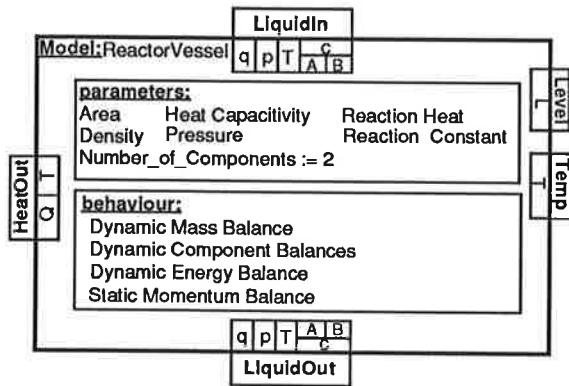 LiquidIn
Model:ReactorVessel
q p T C
A B
parameters:
Area Heat Capacitivity Reaction Heat
Density Pressure Reaction Constant
Number_of_Components := 2
Level
L
HeatOut
T
Q
Temp
T
behaviour:
Dynamic Mass Balance
Dynamic Component Balances
Dynamic Energy Balance
Static Momentum Balance
q p T A B
C
LiquidOut